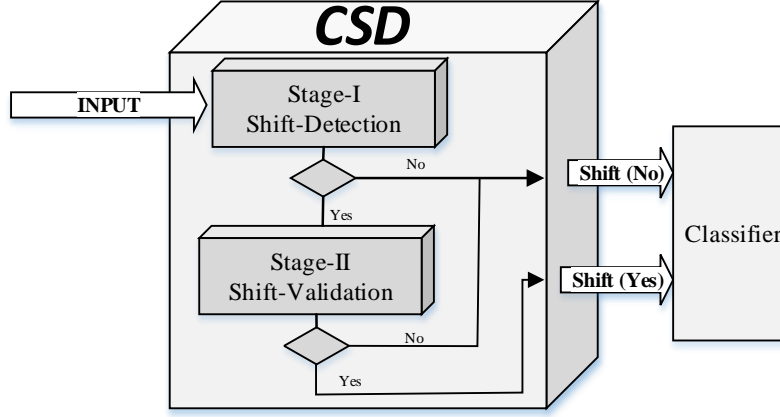 CSD
INPUT
Stage-I
Shift-Detection
No
Yes
Stage-II
Shift-Validation
No
Yes
Shift (No)
Shift (Yes)
Classifier